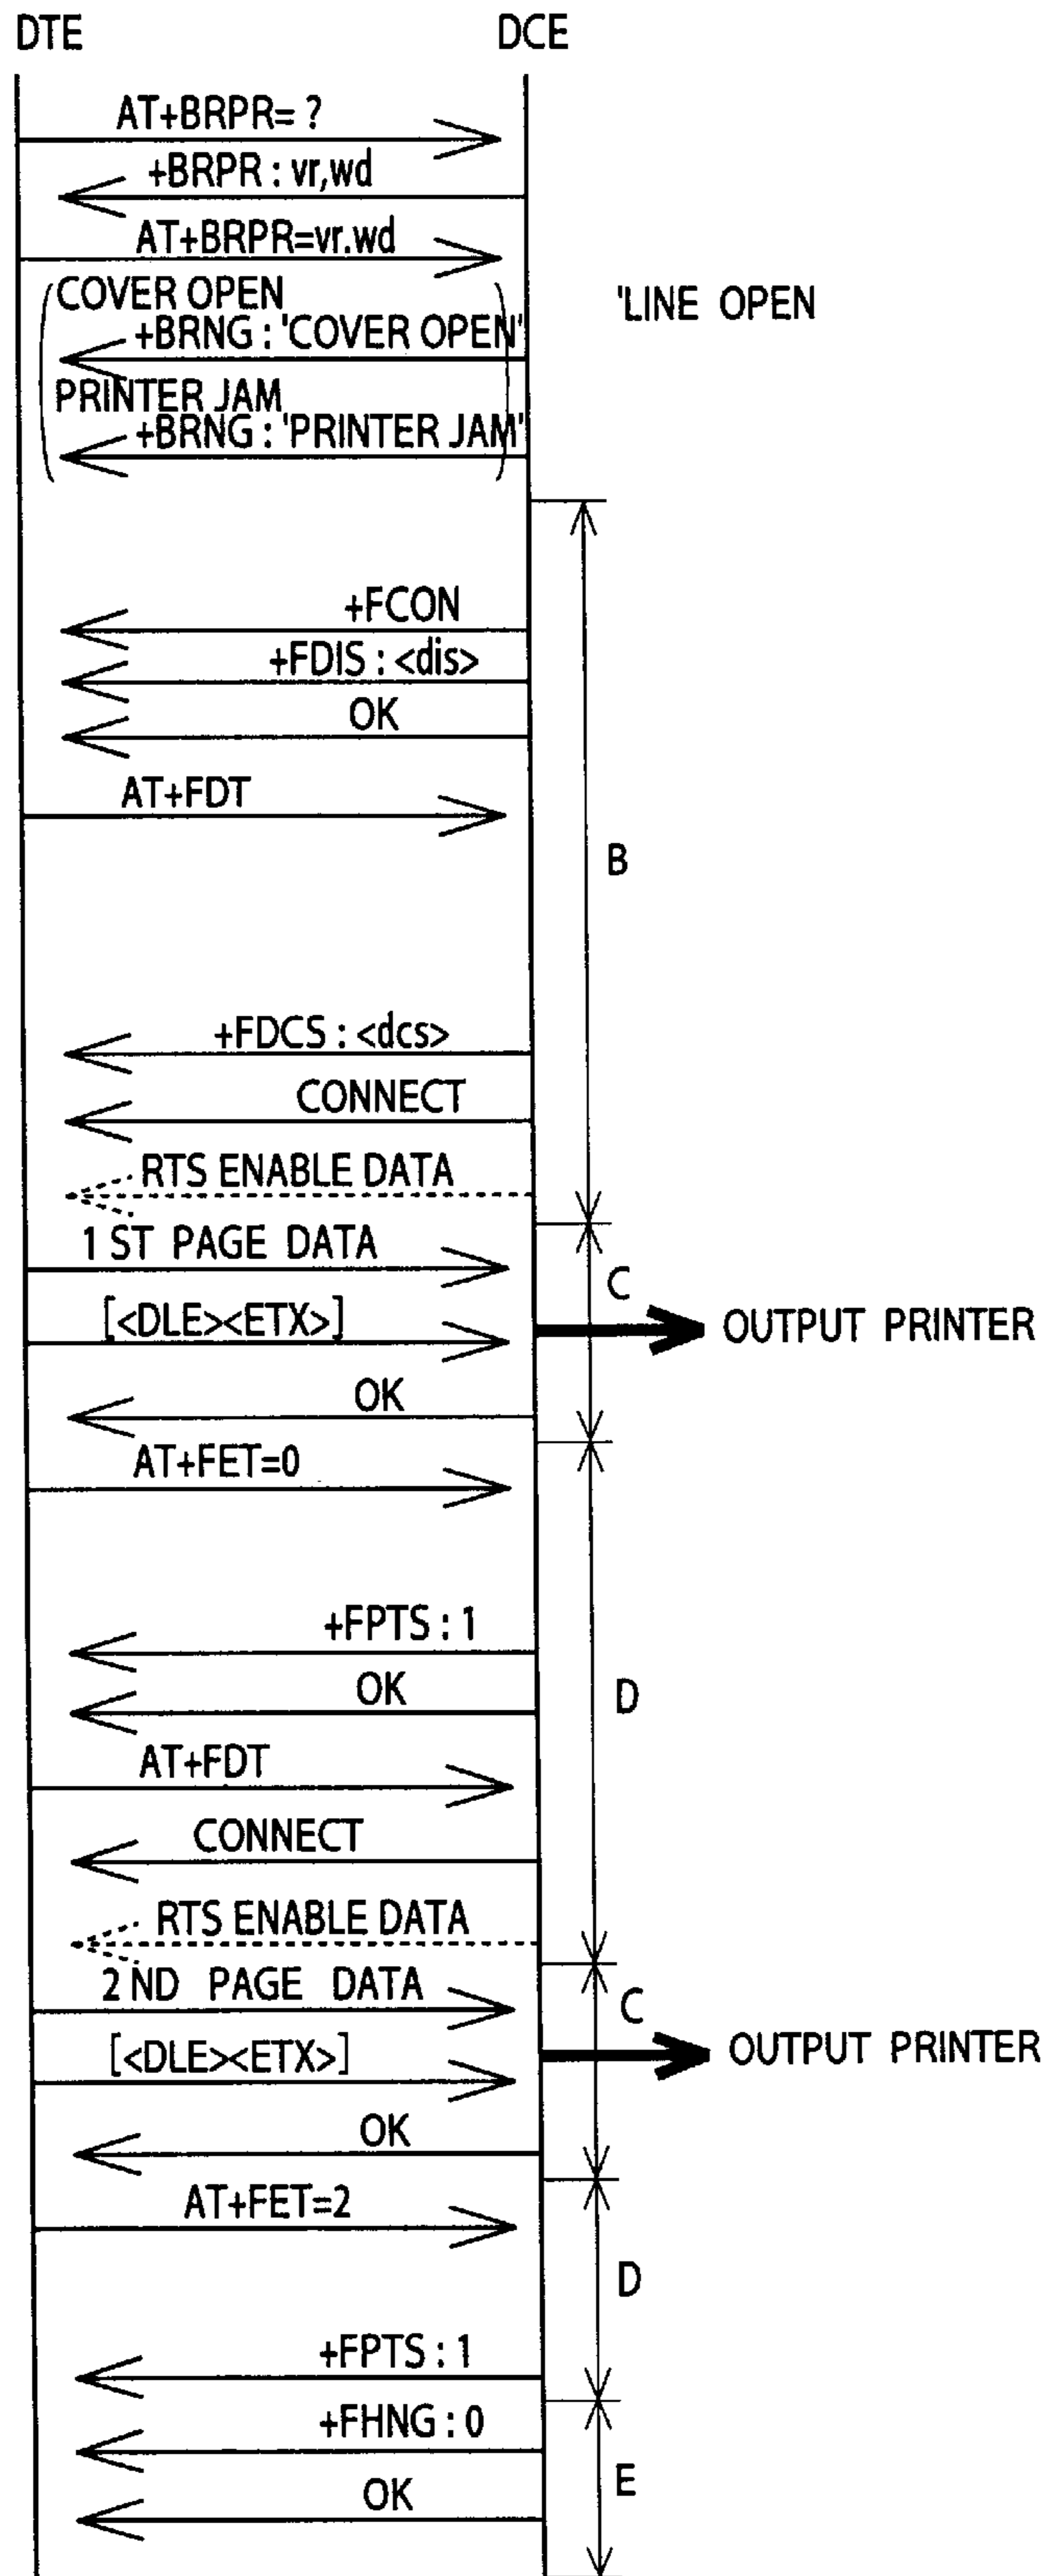 DTE DCE
AT+BRPR= ?
+BRPR : vr,wd
AT+BRPR=vr.wd
COVER OPEN
'LINE OPEN
+BRNG : 'COVER OPEN'
PRINTER JAM
+BRNG : 'PRINTER JAM'
+FCON
+FDIS : <dis>
OK
AT+FDT
B
+FDCS : <dcs>
CONNECT
RTS ENABLE DATA
1 ST PAGE DATA
C
[<DLE><ETX>]
OUTPUT PRINTER
OK
AT+FET=0
+FPTS : 1
OK
D
AT+FDT
CONNECT
RTS ENABLE DATA
2 ND PAGE DATA
C
[<DLE><ETX>]
OUTPUT PRINTER
OK
AT+FET=2
D
+FPTS : 1
+FHNG : 0
E
OK